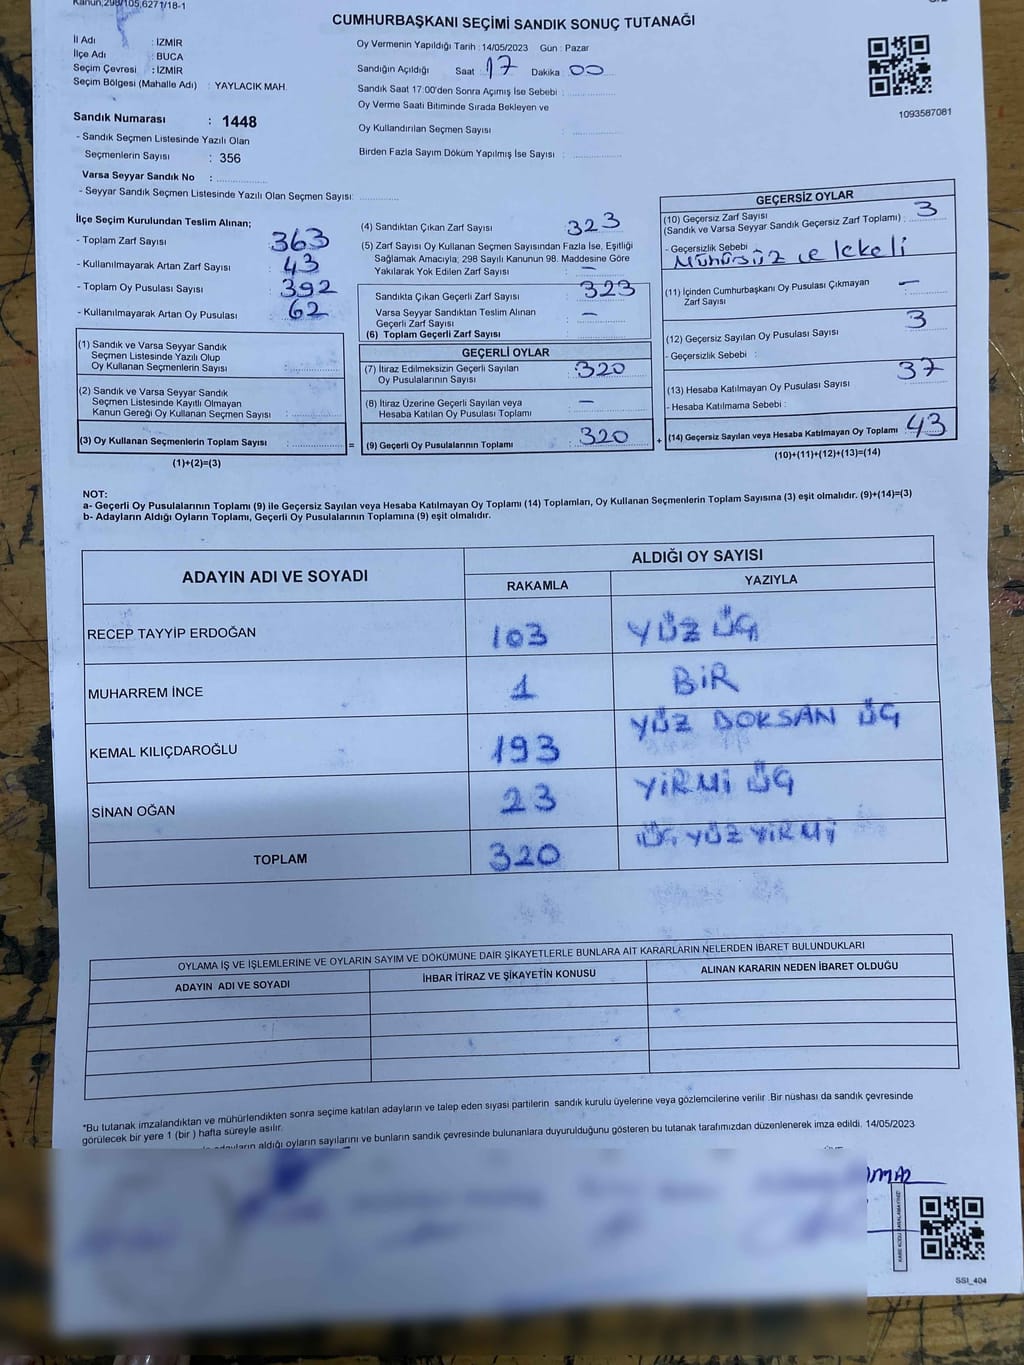 Kanun;298/105,6271/18-1
CUMHURBAŞKANI SEÇİMİ SANDIK SONUÇ TUTANAĞI
İl Adı : İZMİR
İlçe Adı : BUCA
Seçim Çevresi : İZMİR
Seçim Bölgesi (Mahalle Adı) : YAYLACIK MAH.
Oy Vermenin Yapıldığı Tarih : 14/05/2023 Gün : Pazar
Sandığın Açıldığı Saat : 17 Dakika : 00
Sandık Saat 17:00'den Sonra Açımış İse Sebebi :
Oy Verme Saati Bitiminde Sırada Bekleyen ve
Oy Kullandırılan Seçmen Sayısı :
Birden Fazla Sayım Döküm Yapılmış İse Sayısı :
1093587081
Sandık Numarası : 1448
- Sandık Seçmen Listesinde Yazılı Olan
Seçmenlerin Sayısı : 356
Varsa Seyyar Sandık No :
- Seyyar Sandık Seçmen Listesinde Yazılı Olan Seçmen Sayısı:
İlçe Seçim Kurulundan Teslim Alınan;
- Toplam Zarf Sayısı : 363
- Kullanılmayarak Artan Zarf Sayısı : 43
- Toplam Oy Pusulası Sayısı : 392
- Kullanılmayarak Artan Oy Pusulası : 62
(1) Sandık ve Varsa Seyyar Sandık
Seçmen Listesinde Yazılı Olup
Oy Kullanan Seçmenlerin Sayısı :
(2) Sandık ve Varsa Seyyar Sandık
Seçmen Listesinde Kayıtlı Olmayan
Kanun Gereği Oy Kullanan Seçmen Sayısı :
(3) Oy Kullanan Seçmenlerin Toplam Sayısı : =
(1)+(2)=(3)
(4) Sandıktan Çıkan Zarf Sayısı : 323
(5) Zarf Sayısı Oy Kullanan Seçmen Sayısından Fazla İse, Eşitliği
Sağlamak Amacıyla; 298 Sayılı Kanunun 98. Maddesine Göre
Yakılarak Yok Edilen Zarf Sayısı : —
Sandıkta Çıkan Geçerli Zarf Sayısı : 323
Varsa Seyyar Sandıktan Teslim Alınan
Geçerli Zarf Sayısı : —
(6) Toplam Geçerli Zarf Sayısı :
GEÇERLİ OYLAR
(7) İtiraz Edilmeksizin Geçerli Sayılan
Oy Pusulalarının Sayısı : 320
(8) İtiraz Üzerine Geçerli Sayılan veya
Hesaba Katılan Oy Pusulası Toplamı : —
(9) Geçerli Oy Pusulalarının Toplamı : 320 +
GEÇERSİZ OYLAR
(10) Geçersiz Zarf Sayısı
(Sandık ve Varsa Seyyar Sandık Geçersiz Zarf Toplamı) : 3
- Geçersizlik Sebebi
Mühürsüz ve lekeli
(11) İçinden Cumhurbaşkanı Oy Pusulası Çıkmayan
Zarf Sayısı : —
(12) Geçersiz Sayılan Oy Pusulası Sayısı : 3
- Geçersizlik Sebebi :
(13) Hesaba Katılmayan Oy Pusulası Sayısı : 37
- Hesaba Katılmama Sebebi :
(14) Geçersiz Sayılan veya Hesaba Katılmayan Oy Toplamı : 43
(10)+(11)+(12)+(13)=(14)
NOT:
a- Geçerli Oy Pusulalarının Toplamı (9) ile Geçersiz Sayılan veya Hesaba Katılmayan Oy Toplamı (14) Toplamları, Oy Kullanan Seçmenlerin Toplam Sayısına (3) eşit olmalıdır. (9)+(14)=(3)
b- Adayların Aldığı Oyların Toplamı, Geçerli Oy Pusulalarının Toplamına (9) eşit olmalıdır.
ADAYIN ADI VE SOYADI
ALDIĞI OY SAYISI
RAKAMLA YAZIYLA
RECEP TAYYİP ERDOĞAN 103 YÜZ ÜÇ
MUHARREM İNCE 1 BİR
KEMAL KILIÇDAROĞLU 193 YÜZ DOKSAN ÜÇ
SİNAN OĞAN 23 YİRMİ ÜÇ
TOPLAM 320 ÜÇ YÜZ YİRMİ
OYLAMA İŞ VE İŞLEMLERİNE VE OYLARIN SAYIM VE DÖKÜMÜNE DAİR ŞİKAYETLERLE BUNLARA AİT KARARLARIN NELERDEN İBARET BULUNDUKLARI
ADAYIN ADI VE SOYADI İHBAR İTİRAZ VE ŞİKAYETİN KONUSU ALINAN KARARIN NEDEN İBARET OLDUĞU
*Bu tutanak imzalandıktan ve mühürlendikten sonra seçime katılan adayların ve talep eden siyasi partilerin sandık kurulu üyelerine veya gözlemcilerine verilir .Bir nüshası da sandık çevresinde
görülecek bir yere 1 (bir ) hafta süreyle asılır.
aldığı oyların sayılarını ve bunların sandık çevresinde bulunanlara duyurulduğunu gösteren bu tutanak tarafımızdan düzenlenerek imza edildi. 14/05/2023
SSI_404